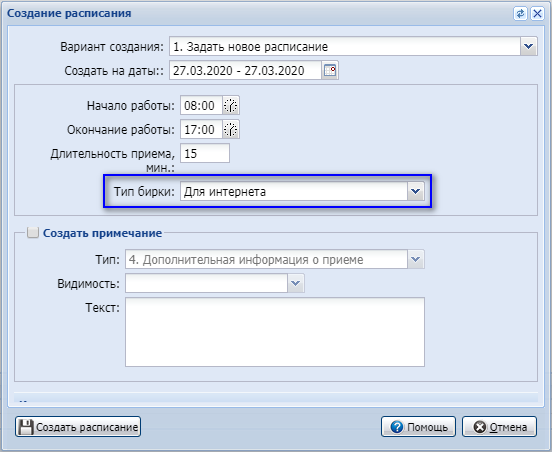 Создание расписания
Вариант создания: 1. Задать новое расписание
Создать на даты:: 27.03.2020 - 27.03.2020
Начало работы: 08:00
Окончание работы: 17:00
Длительность приема, 15
мин.:
Тип бирки: Для интернета
Создать примечание
Тип: 4. Дополнительная информация о приеме
Видимость:
Текст:
Создать расписание Помощь Отмена